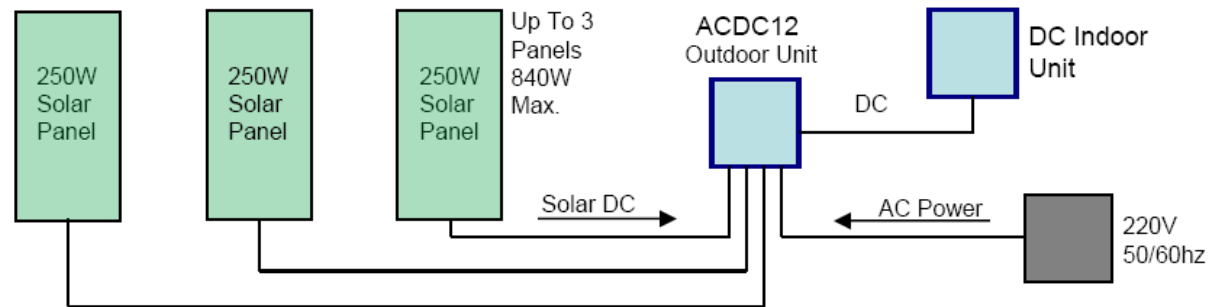 250W
Solar
Panel
250W
Solar
Panel
250W
Solar
Panel
Up To 3
Panels
840W
Max.
ACDC12
Outdoor Unit
DC Indoor
Unit
DC
Solar DC
AC Power
220V
50/60hz